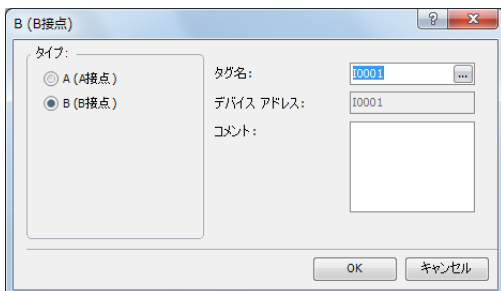 B (B接点)
タイプ:
A (A接点)
B (B接点)
タグ名:
I0001
...
デバイス アドレス:
I0001
コメント:
OK
キャンセル